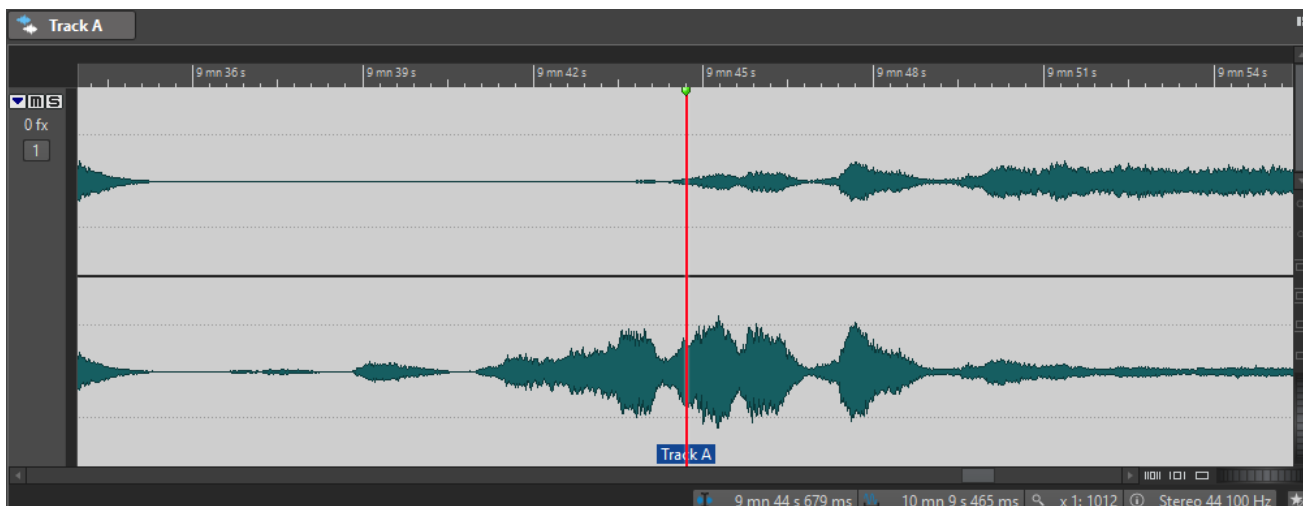 Track A
9 mn 36 s 9 mn 39 s 9 mn 42 s 9 mn 45 s 9 mn 48 s 9 mn 51 s 9 mn 54 s
m S
0 fx
1
Track A
9 mn 44 s 679 ms 10 mn 9 s 465 ms x 1: 1012 Stereo 44 100 Hz